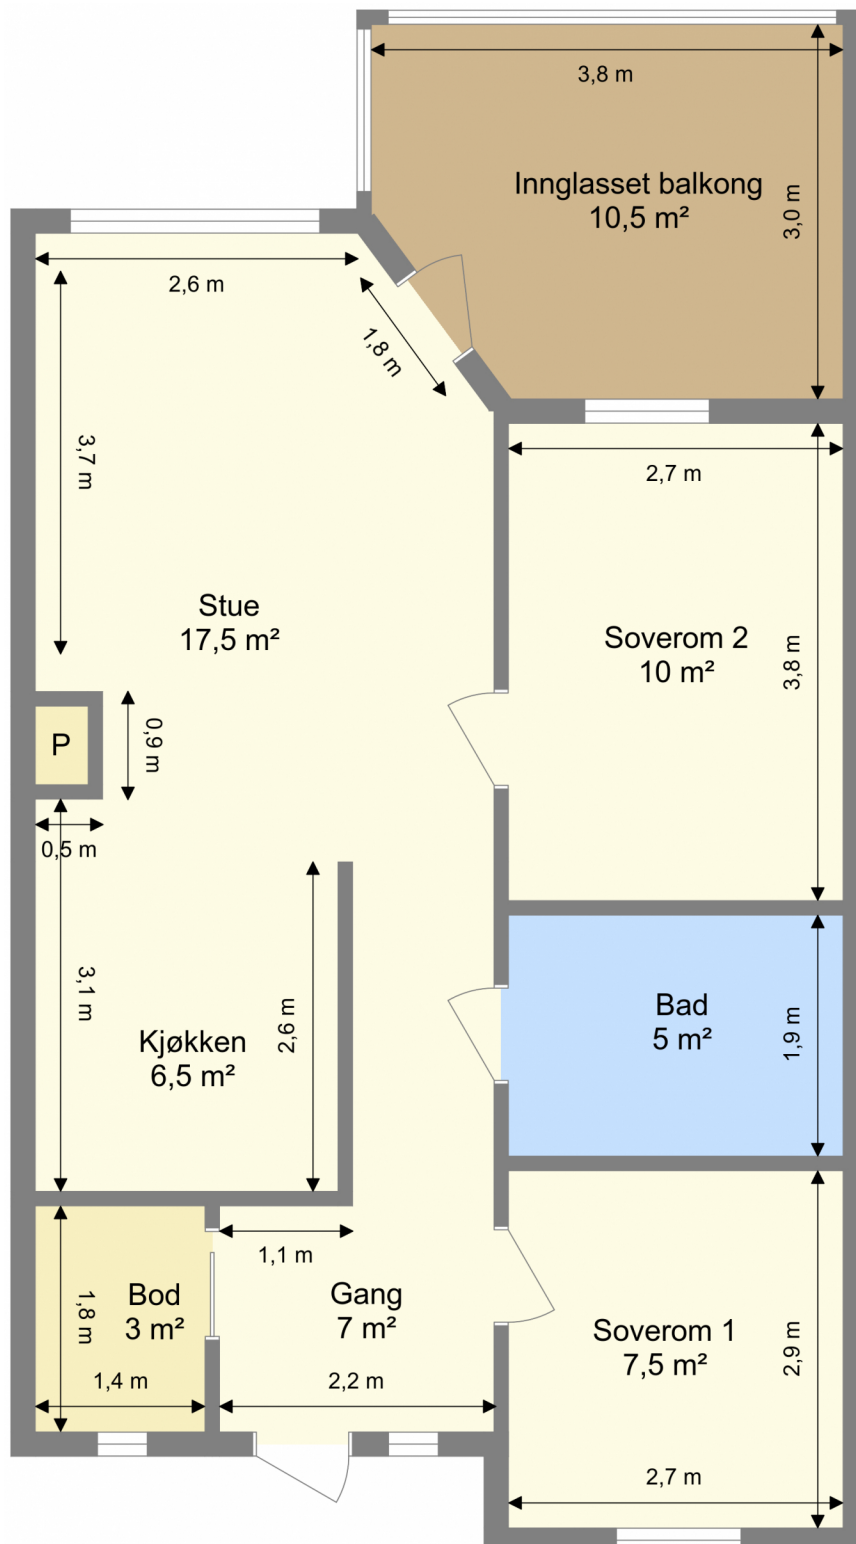 3,8 m
Innglasset balkong
10,5 m²
3,0 m
2,6 m
1,8 m
3,7 m
2,7 m
Stue
17,5 m²
Soverom 2
10 m²
3,8 m
P
0,9 m
0,5 m
3,1 m
2,6 m
Kjøkken
6,5 m²
Bad
5 m²
1,9 m
1,1 m
Bod
3 m²
1,8 m
1,4 m
Gang
7 m²
2,2 m
Soverom 1
7,5 m²
2,9 m
2,7 m